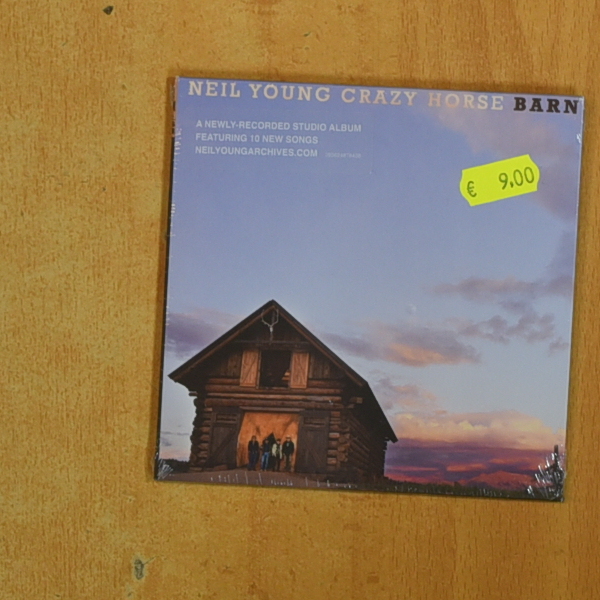 NEIL YOUNG CRAZY HORSE BARN
A NEWLY-RECORDED STUDIO ALBUM
FEATURING 10 NEW SONGS
NEILYOUNGARCHIVES.COM
€ 9,00